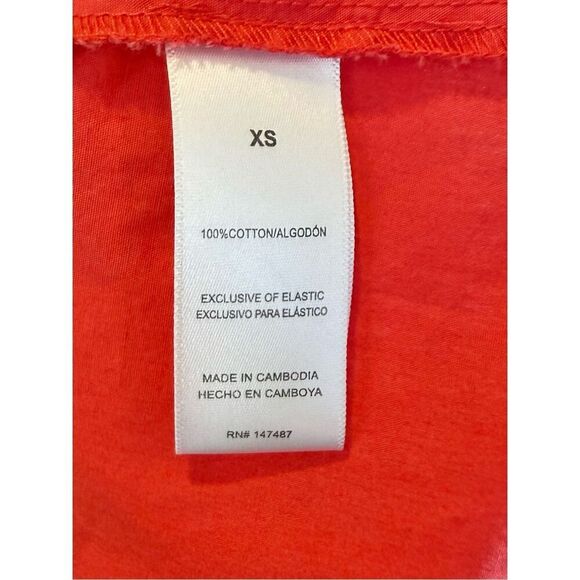 XS
100%COTTON/ALGODÓN
EXCLUSIVE OF ELASTIC
EXCLUSIVO PARA ELÁSTICO
MADE IN CAMBODIA
HECHO EN CAMBOYA
RN# 147487